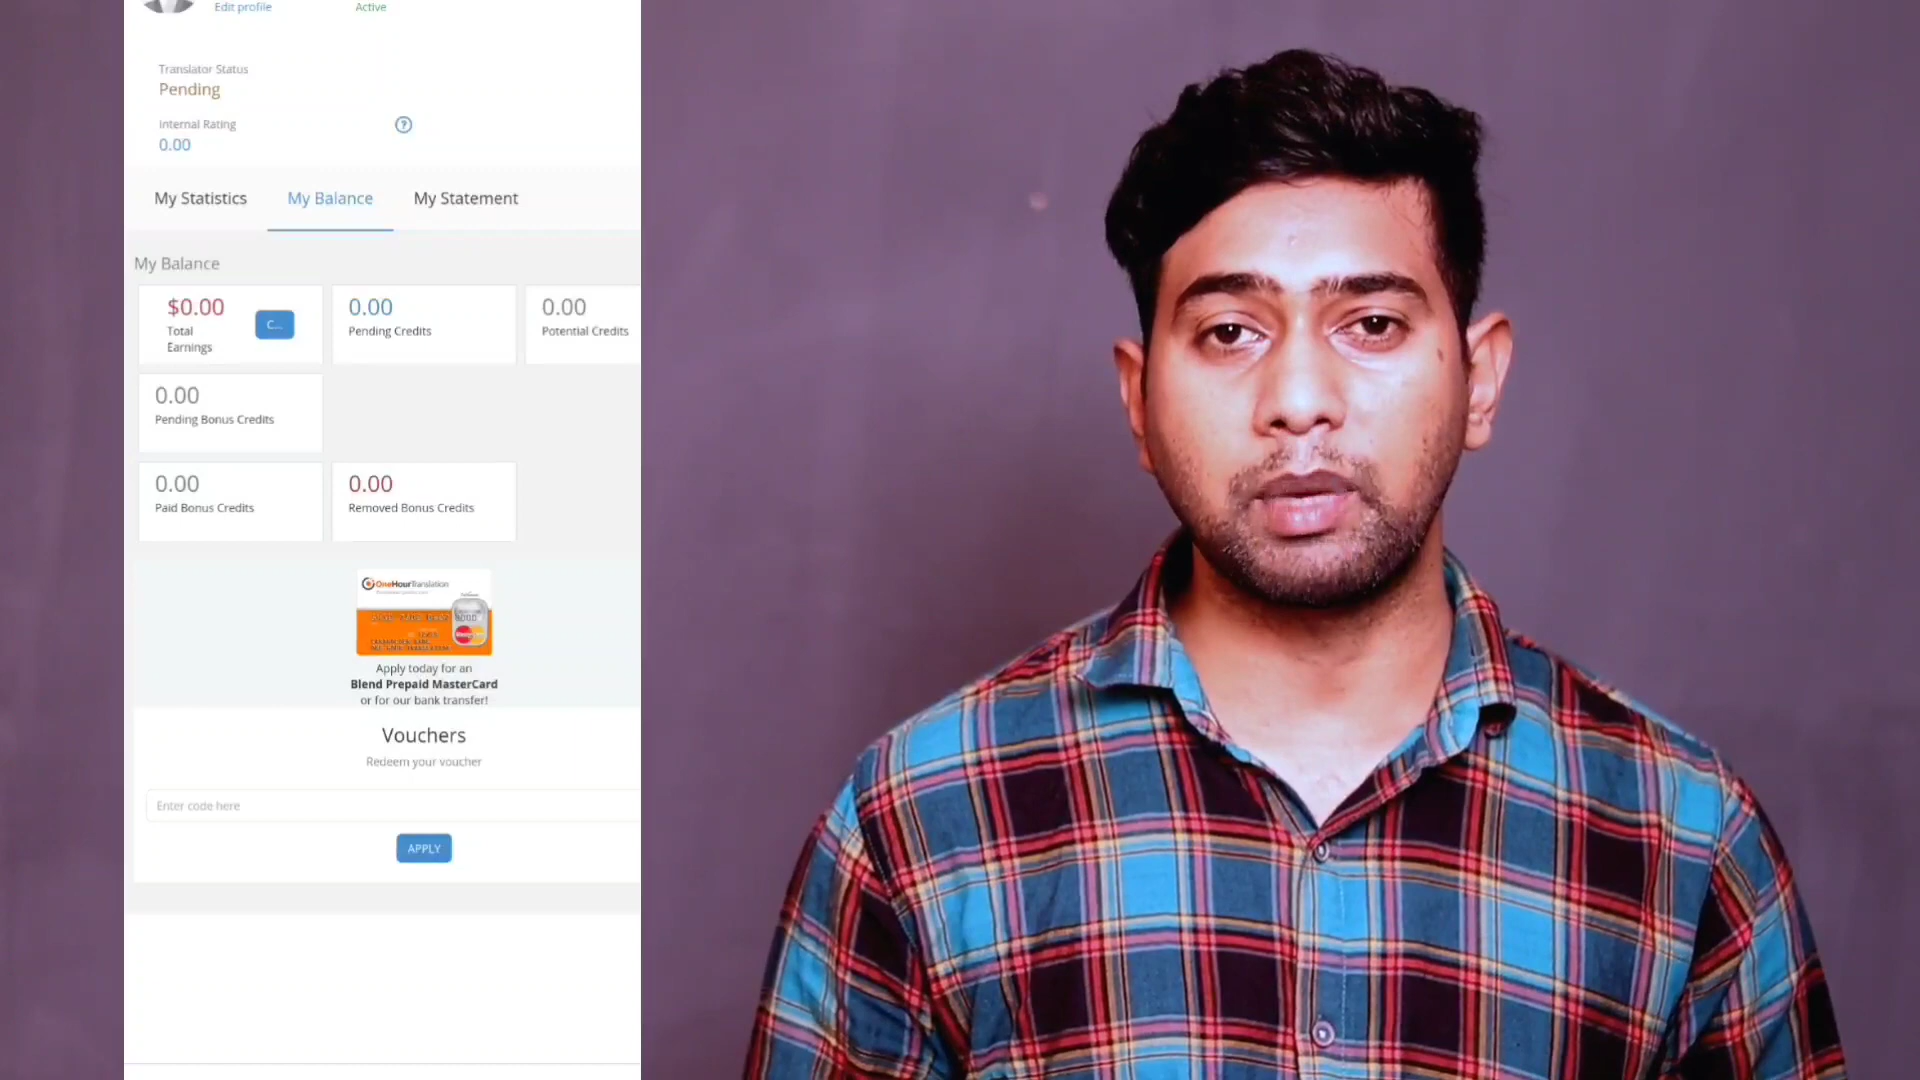 Edit profile
Active
Translator Status
Pending
Internal Rating
0.00
?
My Statistics
My Balance
My Statement
My Balance
$0.00
Total
Earnings
C...
0.00
Pending Credits
0.00
Potential Credits
0.00
Pending Bonus Credits
0.00
Paid Bonus Credits
0.00
Removed Bonus Credits
OneHourTranslation
Apply today for an
Blend Prepaid MasterCard
or for our bank transfer!
Vouchers
Redeem your voucher
Enter code here
APPLY